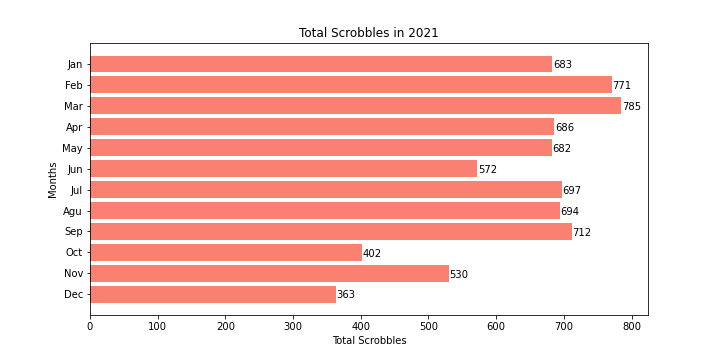 Total Scrobbles in 2021
Months
Jan 683
Feb 771
Mar 785
Apr 686
May 682
Jun 572
Jul 697
Agu 694
Sep 712
Oct 402
Nov 530
Dec 363
0 100 200 300 400 500 600 700 800
Total Scrobbles